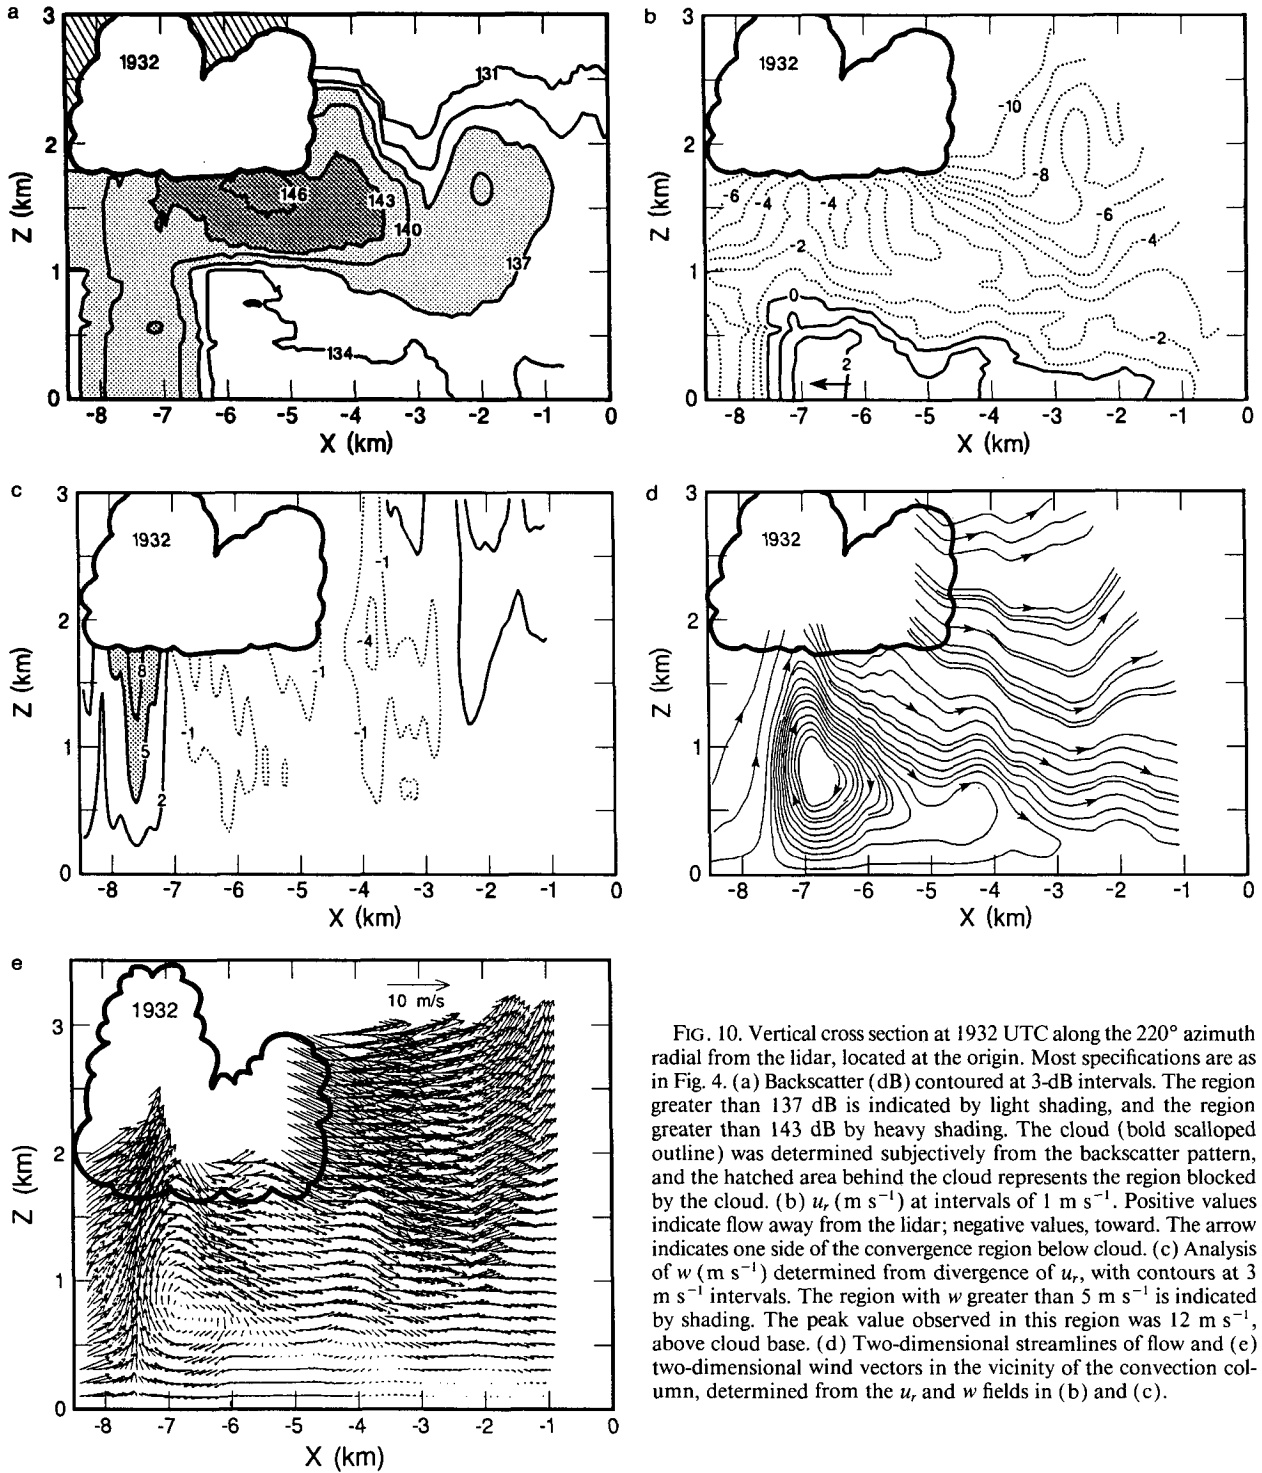 a
3
2
1
0
Z (km)
1932
131
146
143
140
137
134
-8 -7 -6 -5 -4 -3 -2 -1 0
X (km)
b
3
2
1
0
Z (km)
1932
-10
-8
-6
-4
-4
-6
-4
-2
0
-2
2
-8 -7 -6 -5 -4 -3 -2 -1 0
X (km)
c
3
2
1
0
Z (km)
1932
-1
-4
-1
8
-1
-1
5
2
-8 -7 -6 -5 -4 -3 -2 -1 0
X (km)
d
3
2
1
0
Z (km)
1932
-8 -7 -6 -5 -4 -3 -2 -1 0
X (km)
e
3
2
1
0
Z (km)
1932
10 m/s
-8 -7 -6 -5 -4 -3 -2 -1 0
X (km)
FIG. 10. Vertical cross section at 1932 UTC along the 220° azimuth
radial from the lidar, located at the origin. Most specifications are as
in Fig. 4. (a) Backscatter (dB) contoured at 3-dB intervals. The region
greater than 137 dB is indicated by light shading, and the region
greater than 143 dB by heavy shading. The cloud (bold scalloped
outline) was determined subjectively from the backscatter pattern,
and the hatched area behind the cloud represents the region blocked
by the cloud. (b) uᵣ (m s⁻¹) at intervals of 1 m s⁻¹. Positive values
indicate flow away from the lidar; negative values, toward. The arrow
indicates one side of the convergence region below cloud. (c) Analysis
of w (m s⁻¹) determined from divergence of uᵣ, with contours at 3
m s⁻¹ intervals. The region with w greater than 5 m s⁻¹ is indicated
by shading. The peak value observed in this region was 12 m s⁻¹,
above cloud base. (d) Two-dimensional streamlines of flow and (e)
two-dimensional wind vectors in the vicinity of the convection col-
umn, determined from the uᵣ and w fields in (b) and (c).